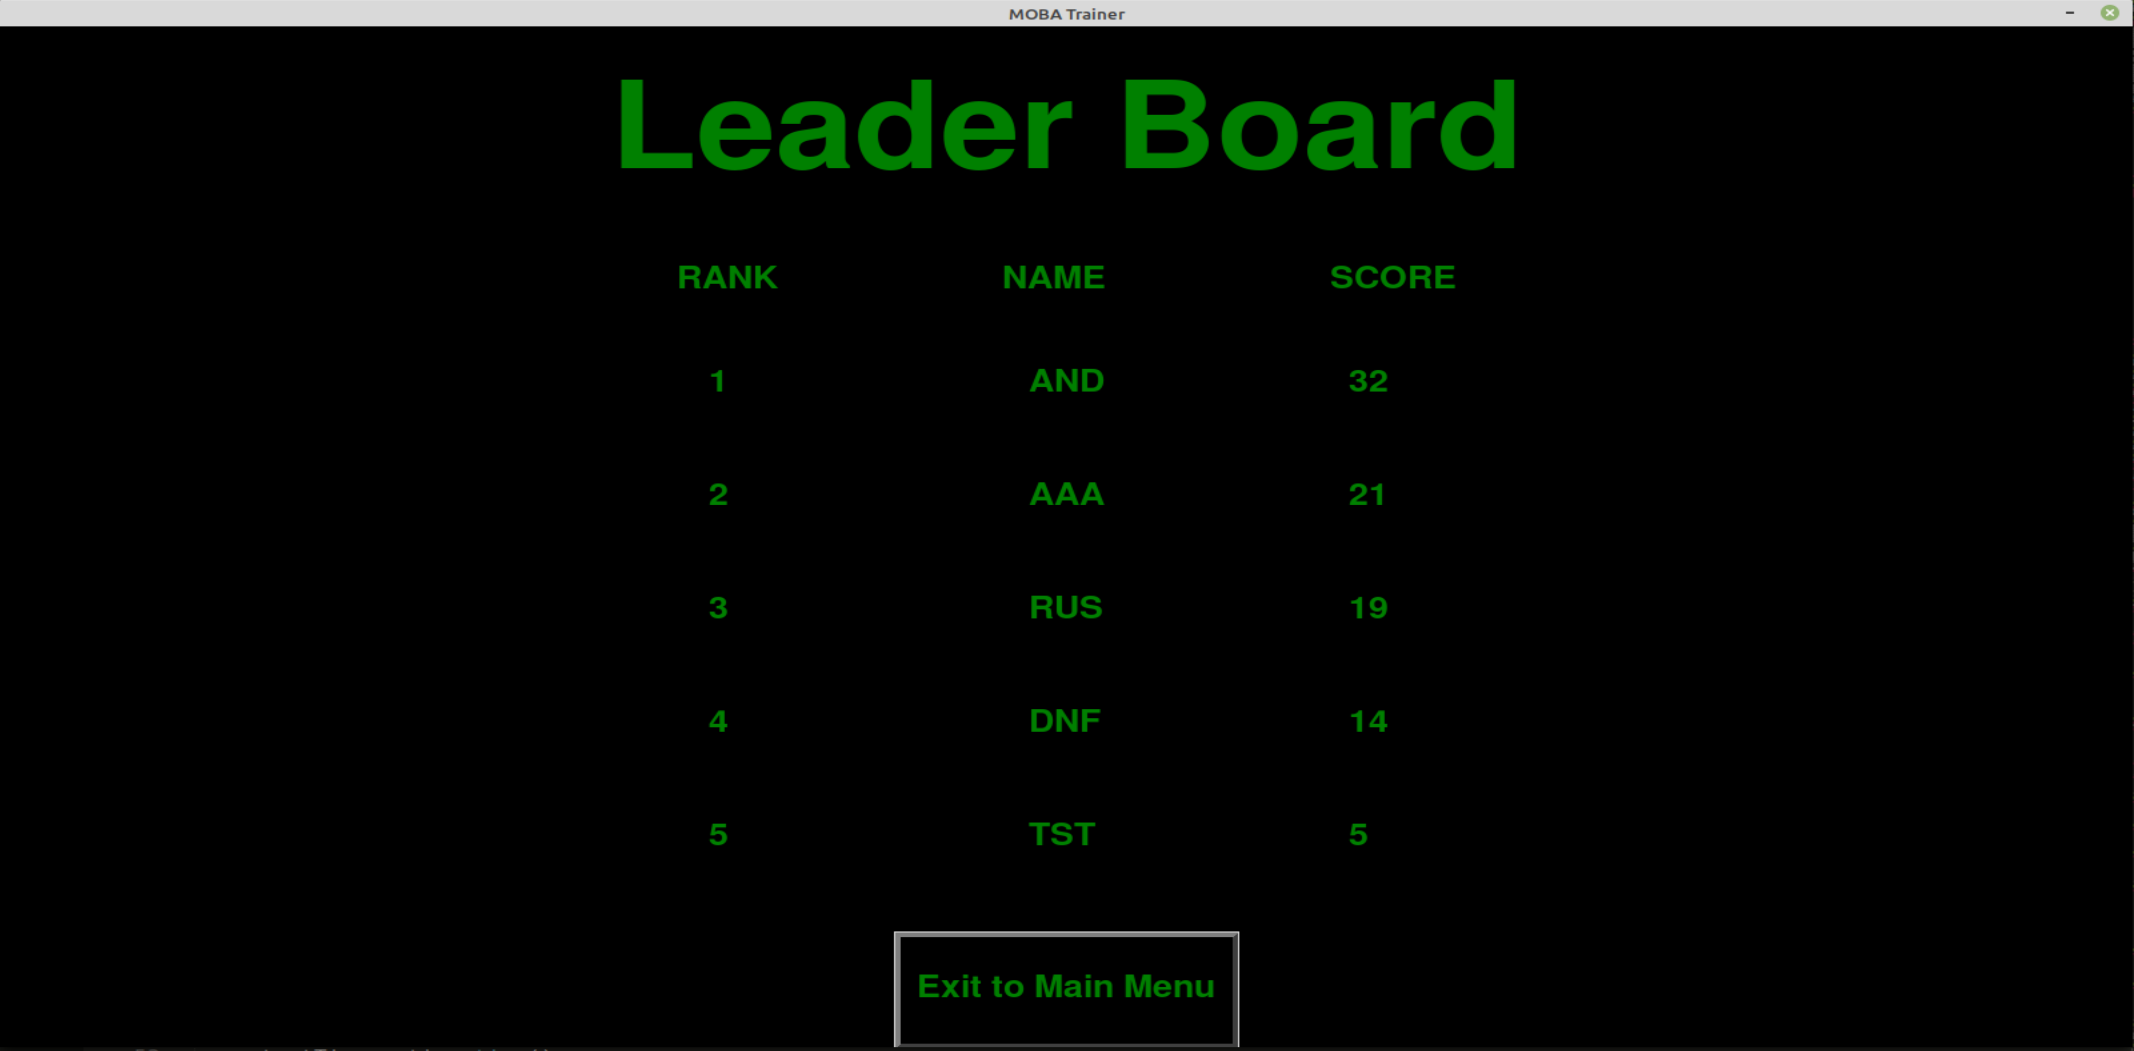 MOBA Trainer
Leader Board
RANK NAME SCORE
1 AND 32
2 AAA 21
3 RUS 19
4 DNF 14
5 TST 5
Exit to Main Menu